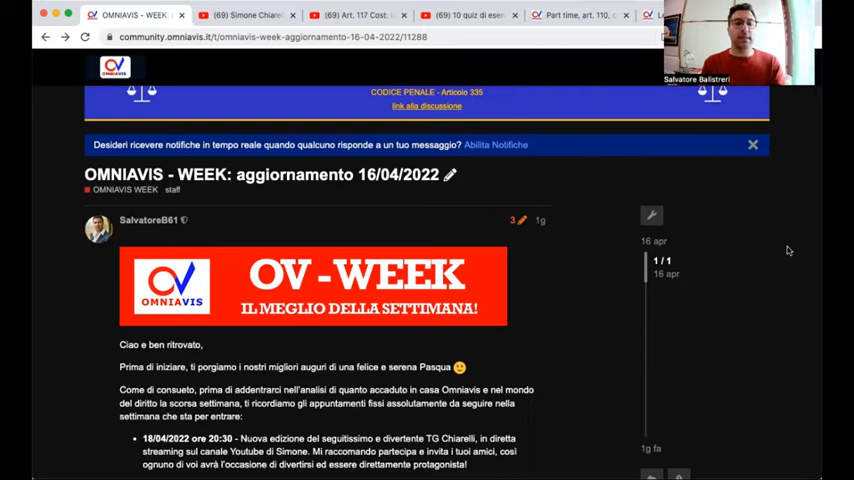 OMNIAVIS - WEEK:
(69) Simone Chiarel
(69) Art. 117 Cost:
(69) 10 quiz di ese
Part time, art. 110, c
community.omniavis.it/t/omniavis-week-aggiornamento-16-04-2022/11288
Salvatore Balistreri
OMNIAVIS
CODICE PENALE - Articolo 335
link alla discussione
Desideri ricevere notifiche in tempo reale quando qualcuno risponde a un tuo messaggio? Abilita Notifiche
OMNIAVIS - WEEK: aggiornamento 16/04/2022
OMNIAVIS WEEK staff
SalvatoreB61
3
1g
16 apr
1 / 1
16 apr
OV - WEEK
OMNIAVIS
IL MEGLIO DELLA SETTIMANA!
Ciao e ben ritrovato,
Prima di iniziare, ti porgiamo i nostri migliori auguri di una felice e serena Pasqua
Come di consueto, prima di addentrarci nell'analisi di quanto accaduto in casa Omniavis e nel mondo
del diritto la scorsa settimana, ti ricordiamo gli appuntamenti fissi assolutamente da seguire nella
settimana che sta per entrare:
18/04/2022 ore 20:30 - Nuova edizione del seguitissimo e divertente TG Chiarelli, in diretta
streaming sul canale Youtube di Simone. Mi raccomando partecipa e invita i tuoi amici, così
ognuno di voi avrà l'occasione di divertirsi ed essere direttamente protagonista!
1g fa